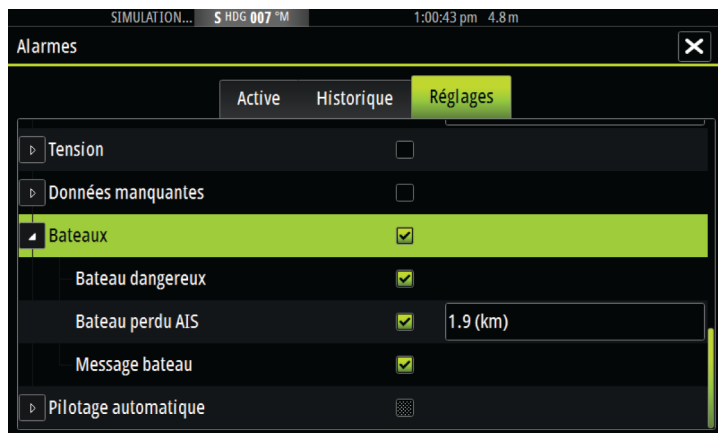 SIMULATION... S HDG 007 °M 1:00:43 pm 4.8 m
Alarmes
Active Historique Réglages
Tension
Données manquantes
Bateaux
Bateau dangereux
Bateau perdu AIS 1.9 (km)
Message bateau
Pilotage automatique